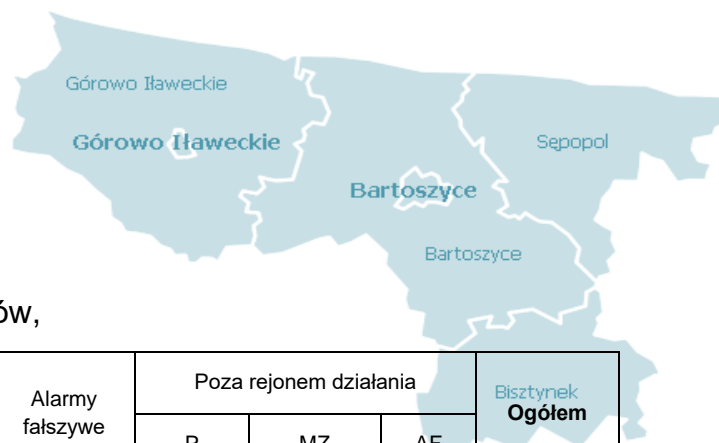 Górowo Iławeckie
Górowo Iławeckie
Sępopol
Bartoszyce
Bartoszyce
ów,
Alarmy
fałszywe
Poza rejonem działania
Bisztynek
Ogółem
P
MZ
AF